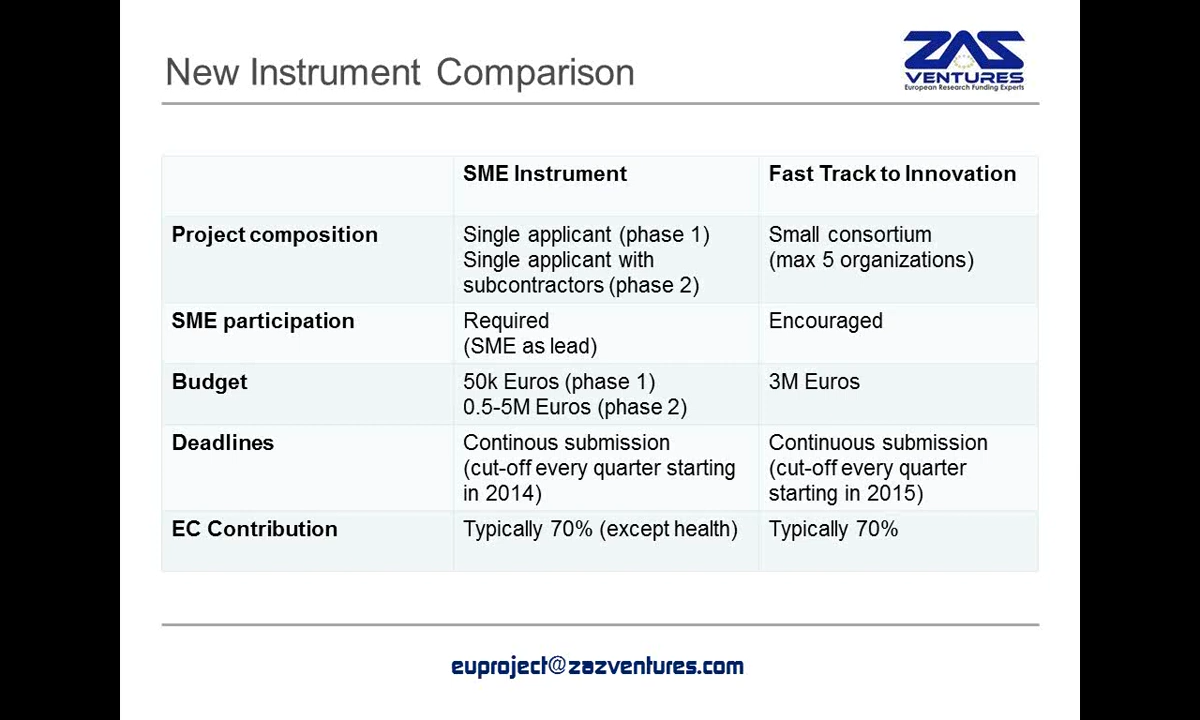 New Instrument Comparison
ZAZ
VENTURES
European Research Funding Experts
SME Instrument
Fast Track to Innovation
Project composition
Single applicant (phase 1)
Single applicant with
subcontractors (phase 2)
Small consortium
(max 5 organizations)
SME participation
Required
(SME as lead)
Encouraged
Budget
50k Euros (phase 1)
0.5-5M Euros (phase 2)
3M Euros
Deadlines
Continous submission
(cut-off every quarter starting
in 2014)
Continuous submission
(cut-off every quarter
starting in 2015)
EC Contribution
Typically 70% (except health)
Typically 70%
euproject@zazventures.com